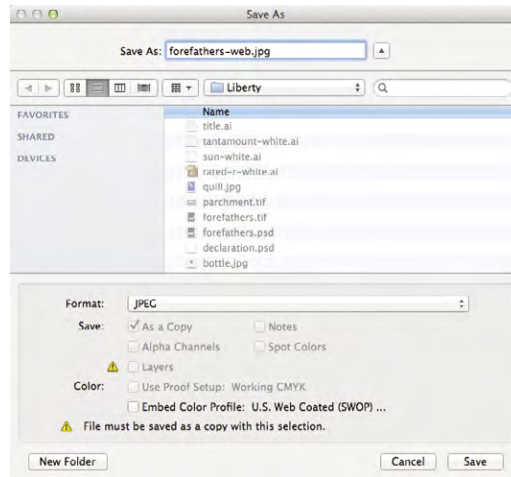 Save As
Save As: forefathers-web.jpg
Liberty
FAVORITES
SHARED
DEVICES
Name
title.ai
tantamount-white.ai
sun-white.ai
rated-r-white.ai
quill.jpg
parchment.tif
forefathers.tif
forefathers.psd
declaration.psd
bottle.jpg
Format: JPEG
Save: As a Copy Notes
Alpha Channels Spot Colors
Layers
Color: Use Proof Setup: Working CMYK
Embed Color Profile: U.S. Web Coated (SWOP) ...
File must be saved as a copy with this selection.
New Folder Cancel Save